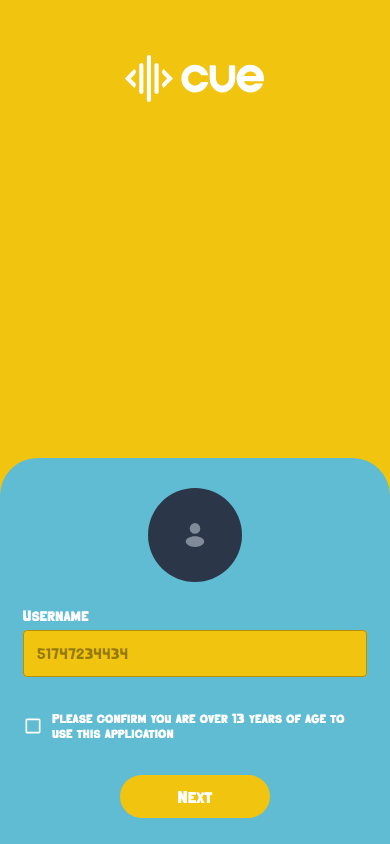 cue
Username
51747234434
Please confirm you are over 13 years of age to
use this application
Next